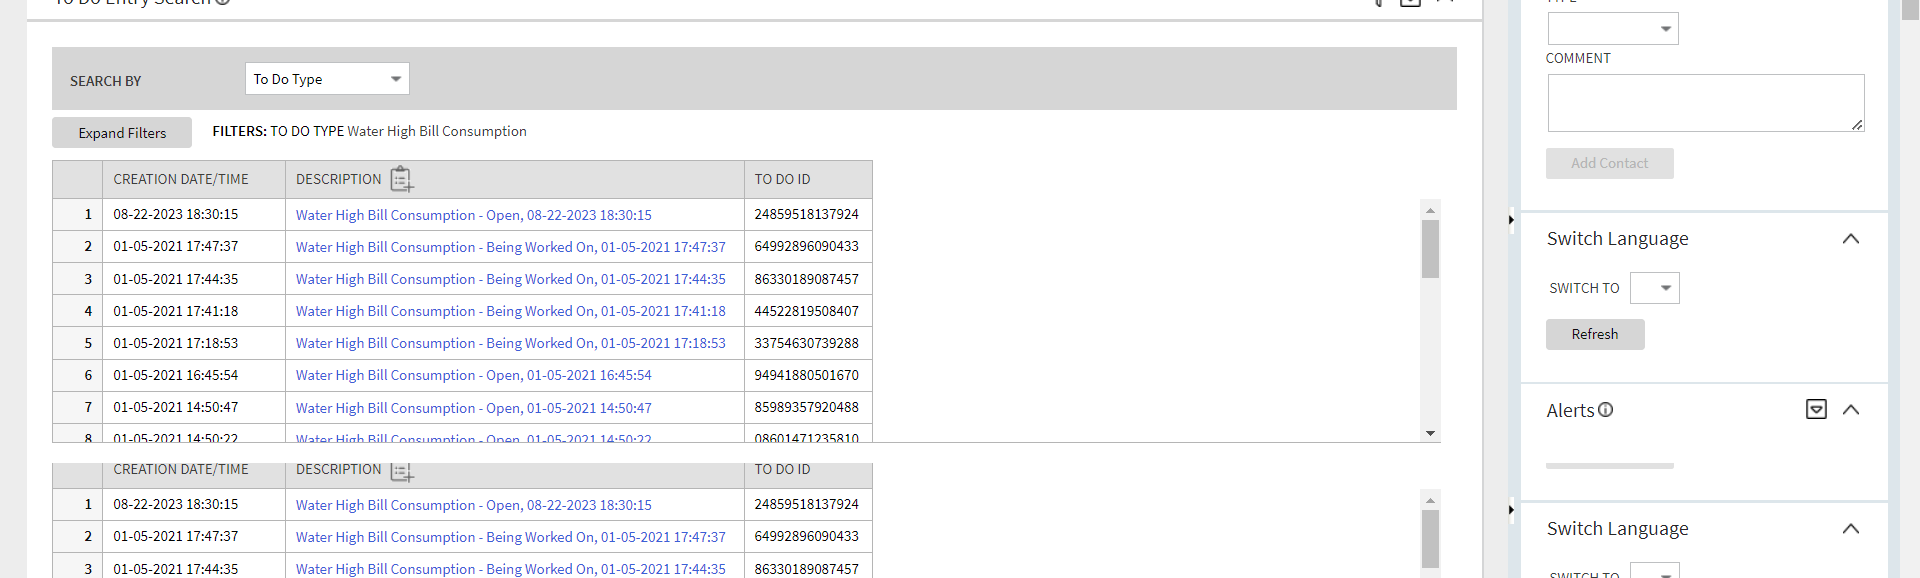 To Do Entry Search
SEARCH BY To Do Type
Expand Filters FILTERS: TO DO TYPE Water High Bill Consumption
CREATION DATE/TIME DESCRIPTION TO DO ID
1 08-22-2023 18:30:15 Water High Bill Consumption - Open, 08-22-2023 18:30:15 24859518137924
2 01-05-2021 17:47:37 Water High Bill Consumption - Being Worked On, 01-05-2021 17:47:37 64992896090433
3 01-05-2021 17:44:35 Water High Bill Consumption - Being Worked On, 01-05-2021 17:44:35 86330189087457
4 01-05-2021 17:41:18 Water High Bill Consumption - Being Worked On, 01-05-2021 17:41:18 44522819508407
5 01-05-2021 17:18:53 Water High Bill Consumption - Being Worked On, 01-05-2021 17:18:53 33754630739288
6 01-05-2021 16:45:54 Water High Bill Consumption - Open, 01-05-2021 16:45:54 94941880501670
7 01-05-2021 14:50:47 Water High Bill Consumption - Open, 01-05-2021 14:50:47 85989357920488
8 01-05-2021 14:50:22 Water High Bill Consumption - Open, 01-05-2021 14:50:22 08601471235810
CREATION DATE/TIME DESCRIPTION TO DO ID
1 08-22-2023 18:30:15 Water High Bill Consumption - Open, 08-22-2023 18:30:15 24859518137924
2 01-05-2021 17:47:37 Water High Bill Consumption - Being Worked On, 01-05-2021 17:47:37 64992896090433
3 01-05-2021 17:44:35 Water High Bill Consumption - Being Worked On, 01-05-2021 17:44:35 86330189087457
TYPE
COMMENT
Add Contact
Switch Language
SWITCH TO
Refresh
Alerts
Switch Language
SWITCH TO